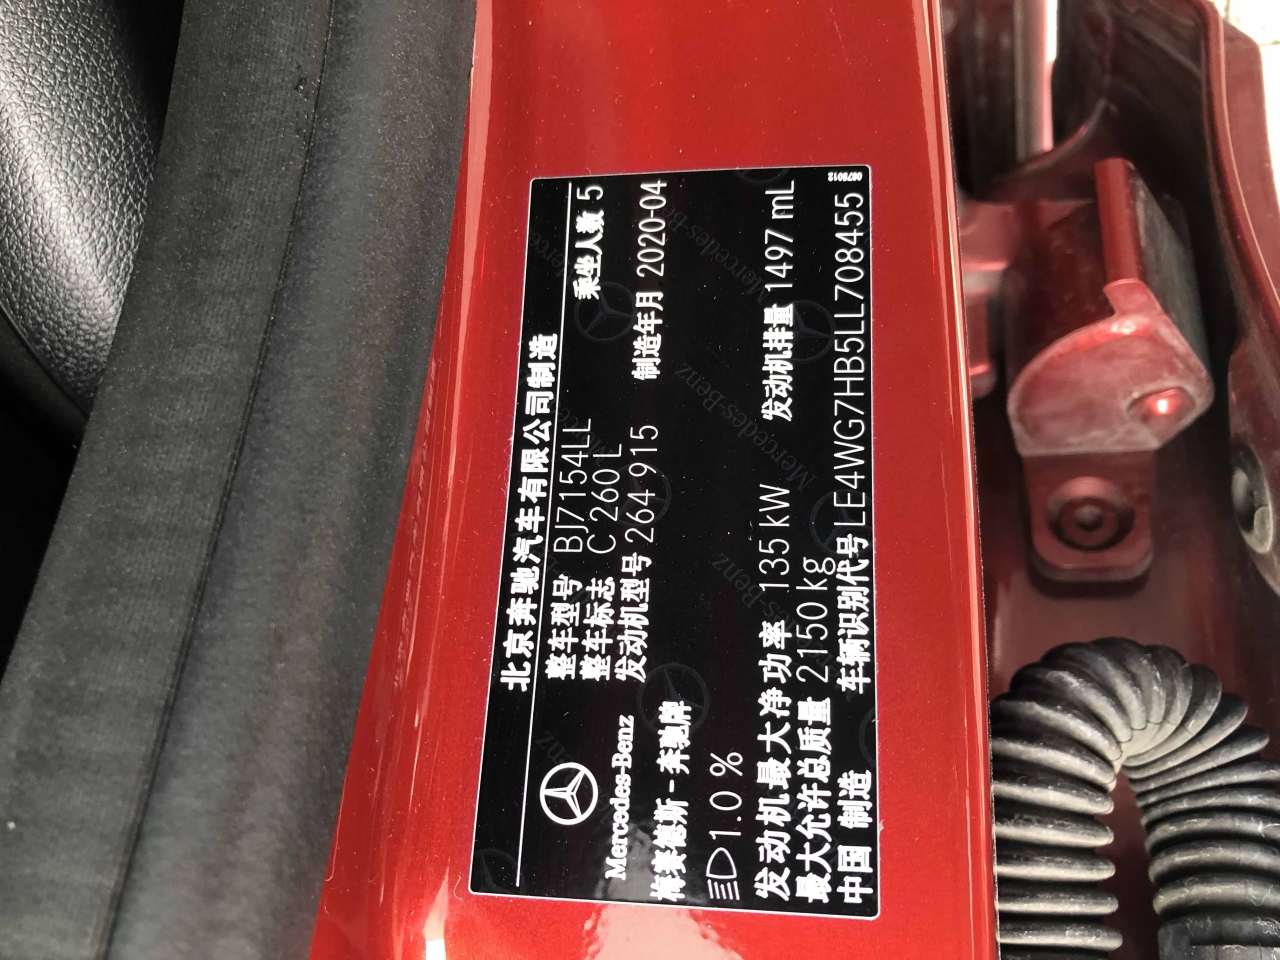 北京奔驰汽车有限公司制造
整车型号 BJ7154LL 乘坐人数 5
整车标志 C 260 L
发动机型号 264 915 制造年月 2020-04
Mercedes-Benz
梅赛德斯-奔驰牌
1.0 %
发动机最大净功率 135 kW 发动机排量 1497 mL
最大允许总质量 2150 kg
中国 制造 车辆识别代号 LE4WG7HB5LL708455